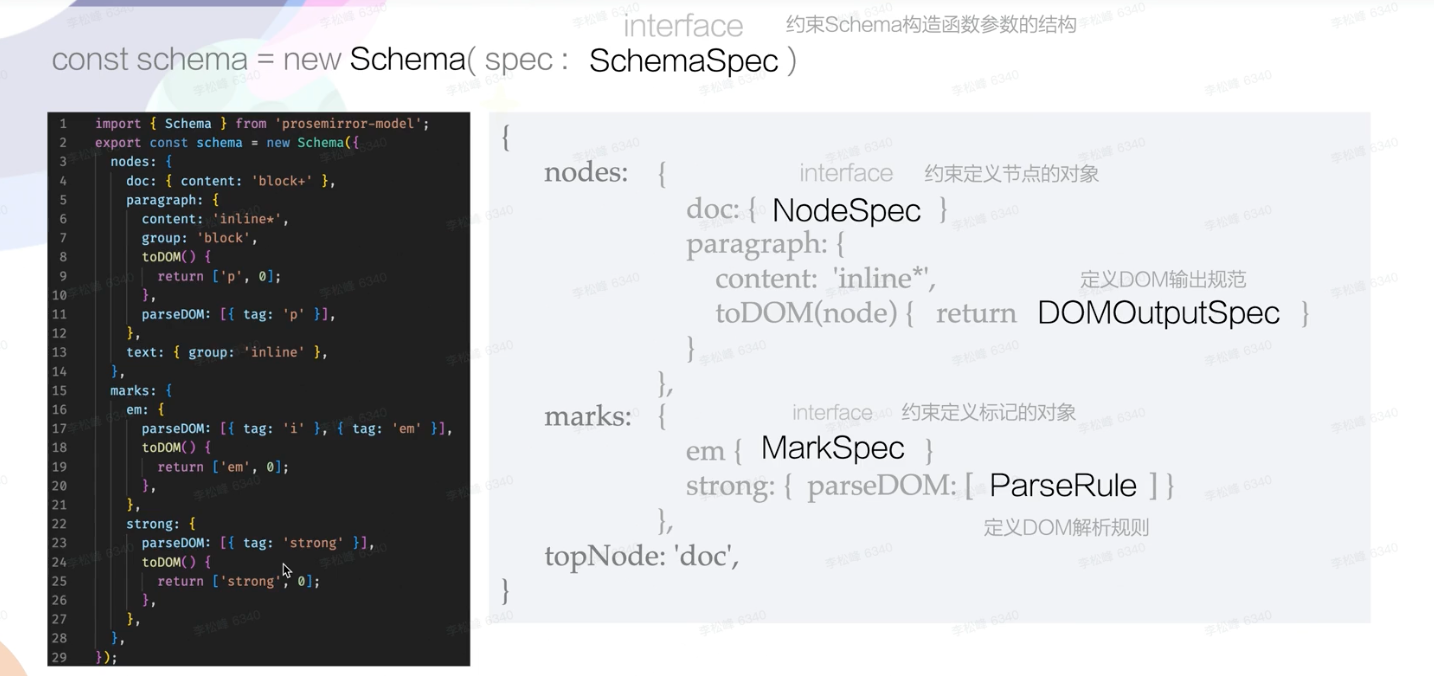 interface 约束Schema构造函数参数的结构
const schema = new Schema( spec : SchemaSpec )
1 import { Schema } from 'prosemirror-model';
2 export const schema = new Schema({
3 nodes: {
4 doc: { content: 'block+' },
5 paragraph: {
6 content: 'inline*',
7 group: 'block',
8 toDOM() {
9 return ['p', 0];
10 },
11 parseDOM: [{ tag: 'p' }],
12 },
13 text: { group: 'inline' },
14 },
15 marks: {
16 em: {
17 parseDOM: [{ tag: 'i' }, { tag: 'em' }],
18 toDOM() {
19 return ['em', 0];
20 },
21 },
22 strong: {
23 parseDOM: [{ tag: 'strong' }],
24 toDOM() {
25 return ['strong', 0];
26 },
27 },
28 },
29 });
{
nodes: { interface 约束定义节点的对象
doc: { NodeSpec }
paragraph: {
content: 'inline*', 定义DOM输出规范
toDOM(node) { return DOMOutputSpec }
}
},
marks: { interface 约束定义标记的对象
em { MarkSpec }
strong: { parseDOM: [ ParseRule ] }
}, 定义DOM解析规则
topNode: 'doc',
}
李松峰 6340